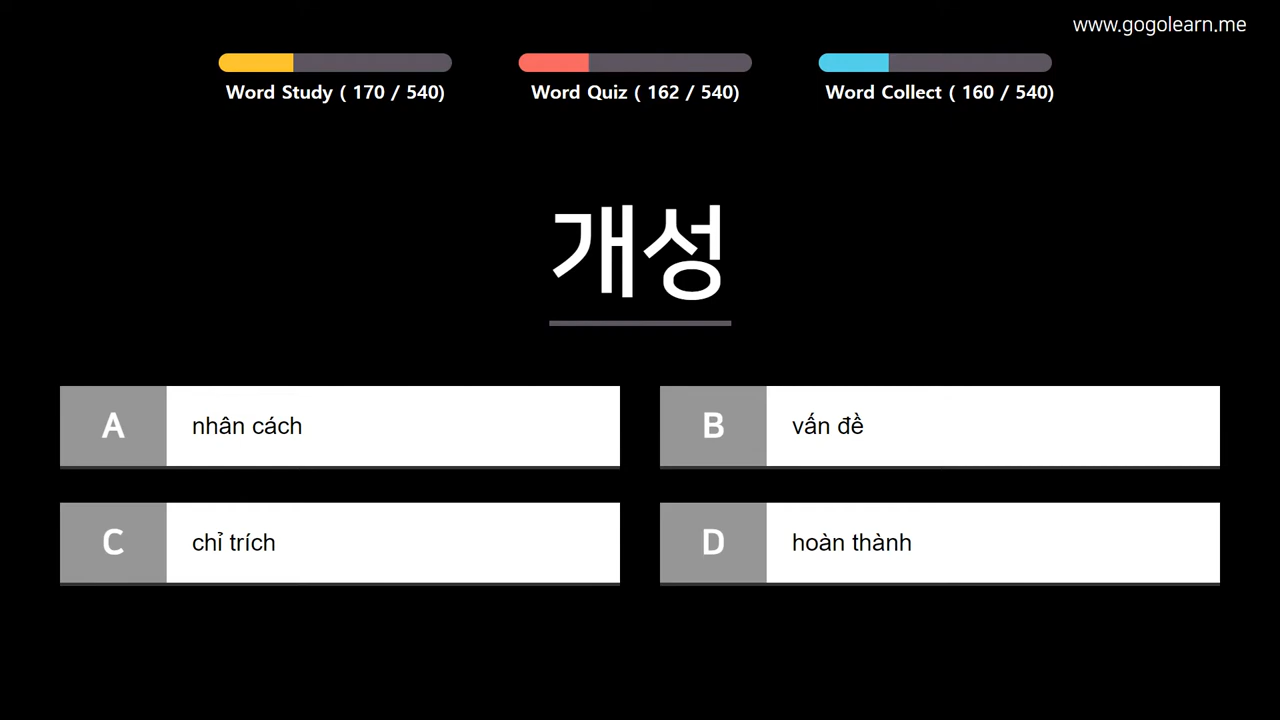 www.gogolearn.me
Word Study ( 170 / 540)
Word Quiz ( 162 / 540)
Word Collect ( 160 / 540)
개성
A nhân cách
B vấn đề
C chỉ trích
D hoàn thành